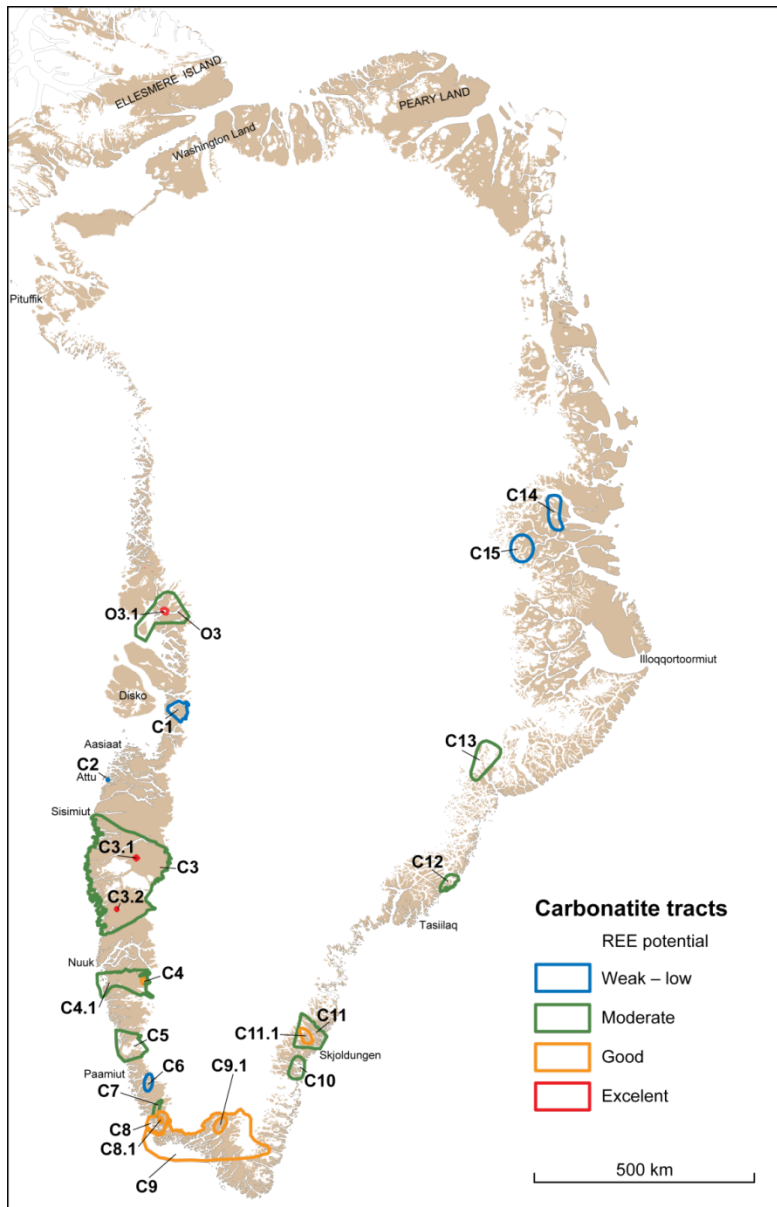 ELLESMERE ISLAND
PEARY LAND
Washington Land
Pituffik
C14
C15
O3.1
O3
Illoqqortoormiut
Disko
C1
C13
Aasiaat
C2
Attu
Sisimiut
C3.1
C3
C12
C3.2
Tasiilaq
Nuuk
C4
C4.1
C11
C11.1
C5
Skjoldungen
C9.1
C10
Paamiut
C6
C7
C8
C8.1
C9
Carbonatite tracts
REE potential
Weak – low
Moderate
Good
Excelent
500 km